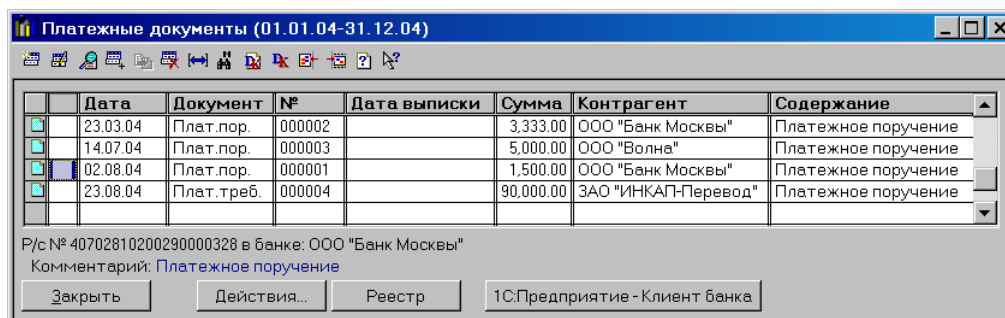 Платежные документы (01.01.04-31.12.04)
Дата Документ № Дата выписки Сумма Контрагент Содержание
23.03.04 Плат.пор. 000002 3,333.00 ООО "Банк Москвы" Платежное поручение
14.07.04 Плат.пор. 000003 5,000.00 ООО "Волна" Платежное поручение
02.08.04 Плат.пор. 000001 1,500.00 ООО "Банк Москвы" Платежное поручение
23.08.04 Плат.треб. 000004 90,000.00 ЗАО "ИНКАП-Перевод" Платежное поручение
Р/с № 40702810200290000328 в банке: ООО "Банк Москвы"
Комментарий: Платежное поручение
Закрыть Действия... Реестр 1С:Предприятие - Клиент банка